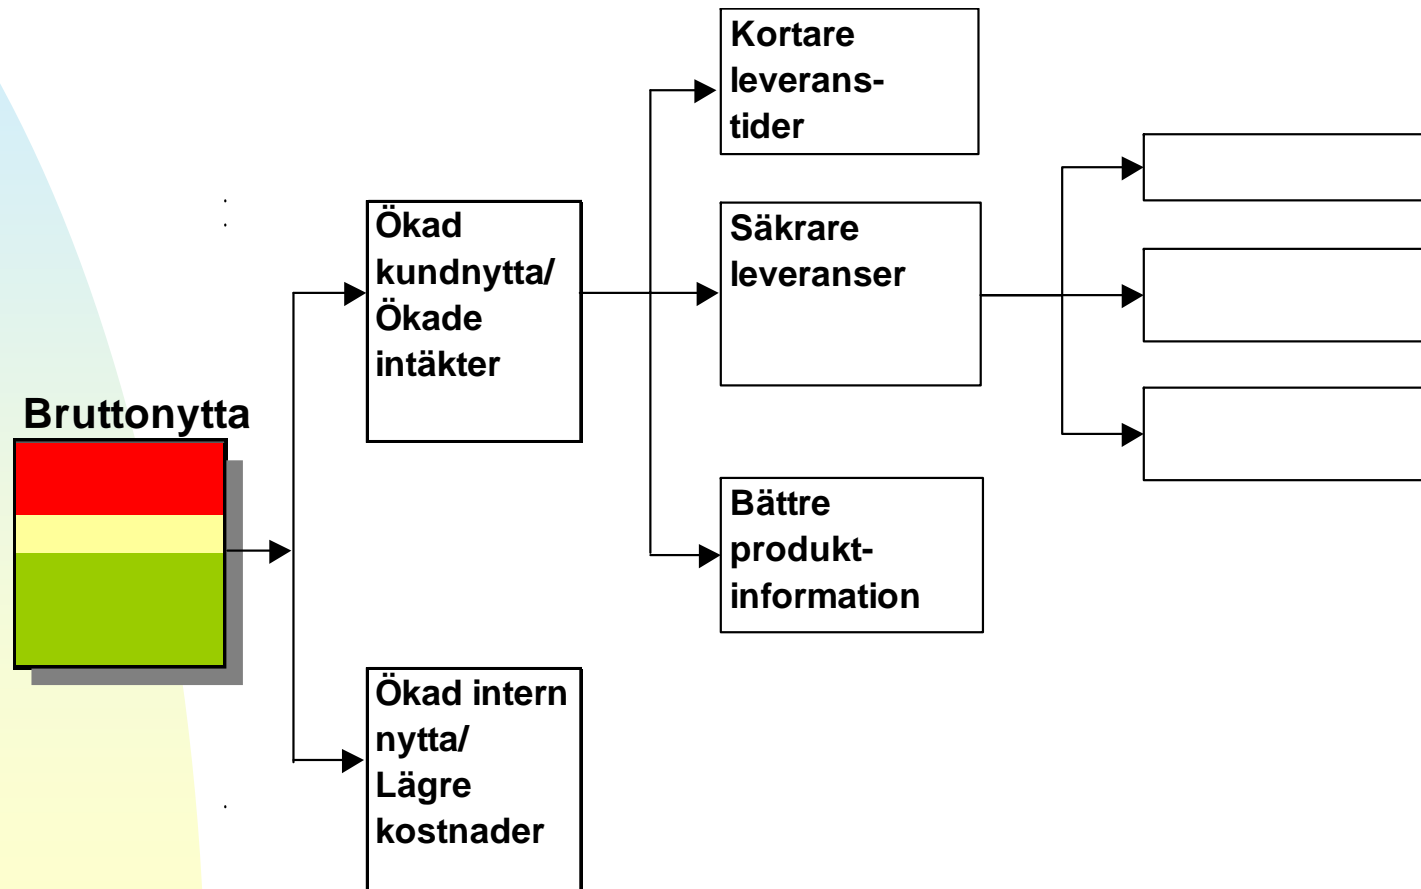 Bruttonytta
Ökad
kundnytta/
Ökade
intäkter
Ökad intern
nytta/
Lägre
kostnader
Kortare
leverans-
tider
Säkrare
leveranser
Bättre
produkt-
information